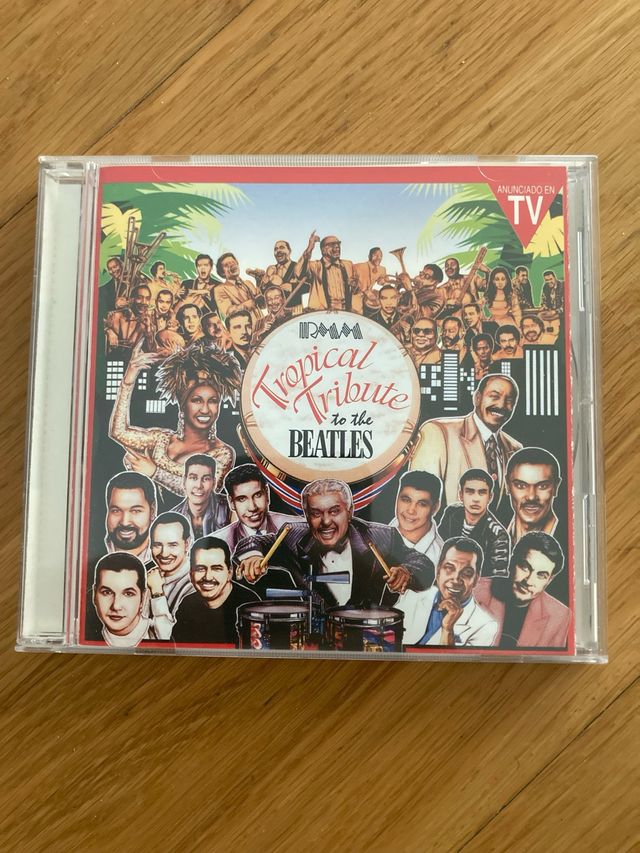 ANUNCIADO EN
TV
RMM
Tropical
Tribute
to the
BEATLES